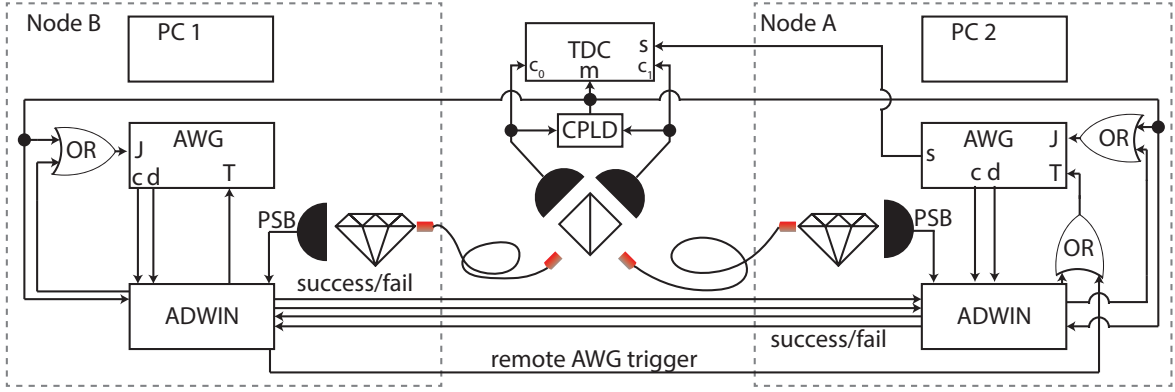 Node B
PC 1
TDC
s
c0
m
c1
Node A
PC 2
CPLD
OR
J
AWG
c d
T
AWG
J
OR
s
c d
T
PSB
PSB
OR
success/fail
ADWIN
ADWIN
success/fail
remote AWG trigger